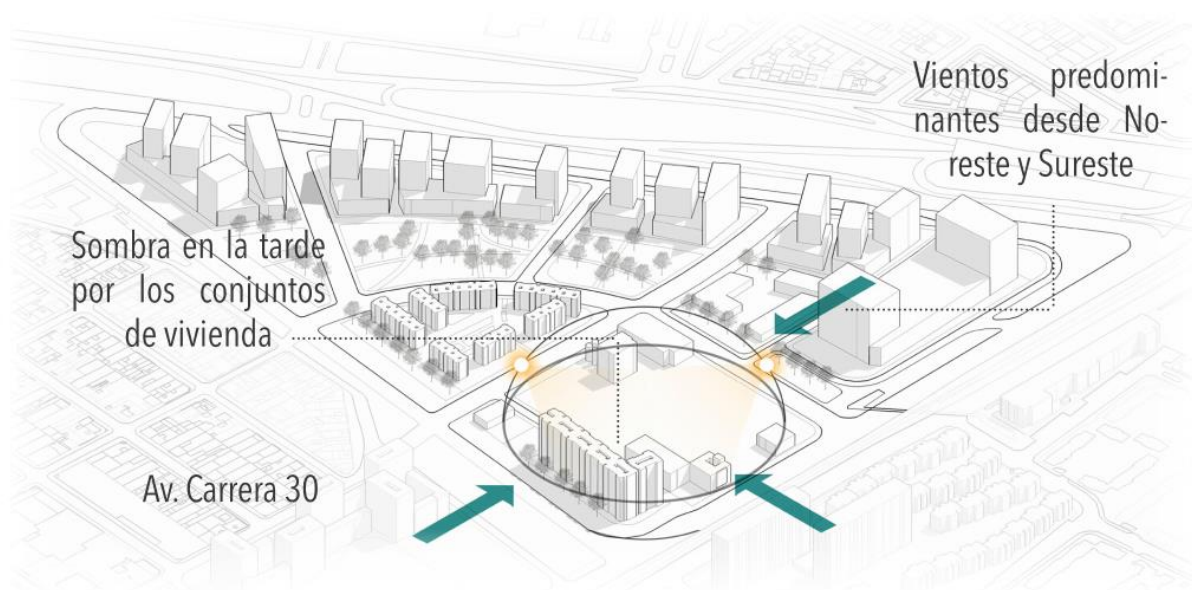 Vientos predomi-
nantes desde No-
reste y Sureste
Sombra en la tarde
por los conjuntos
de vivienda
Av. Carrera 30